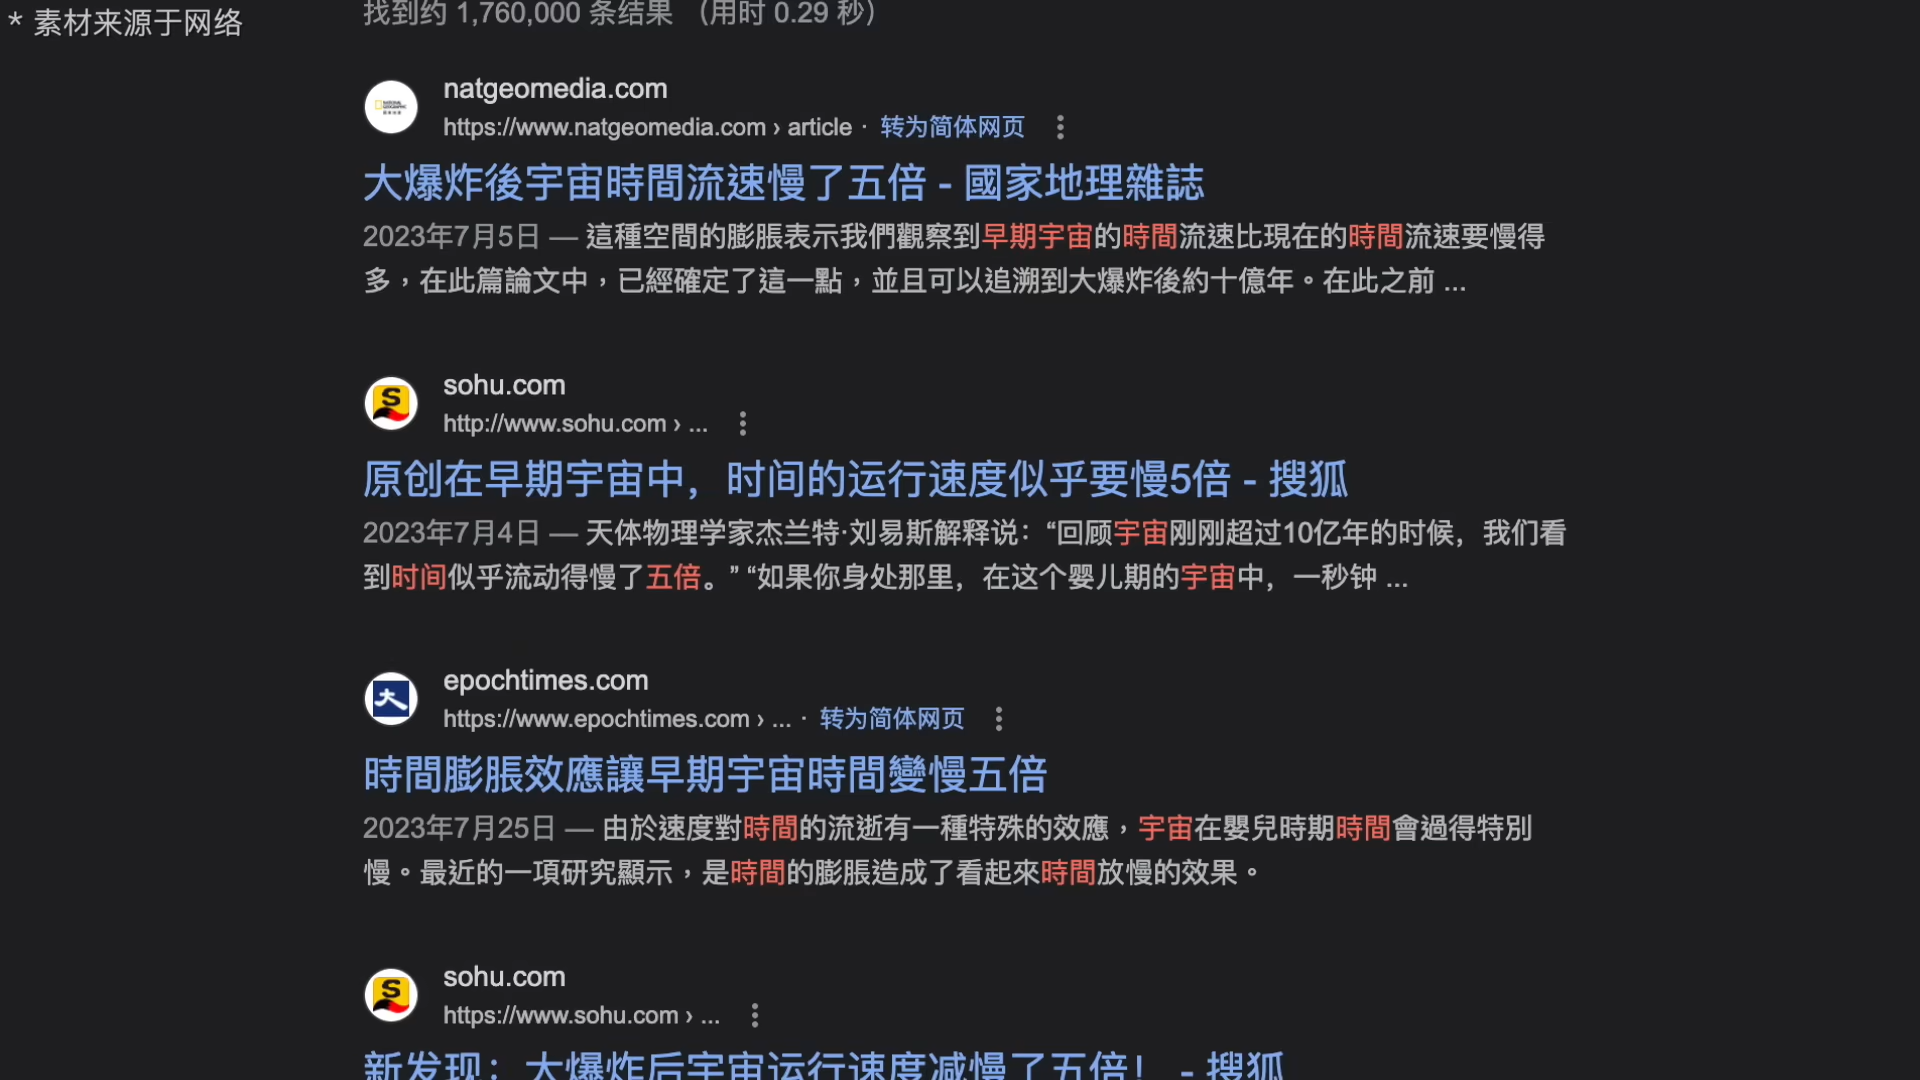 * 素材来源于网络
找到约 1,760,000 条结果 （用时 0.29 秒）
natgeomedia.com
https://www.natgeomedia.com › article · 转为简体网页
大爆炸後宇宙時間流速慢了五倍 - 國家地理雜誌
2023年7月5日 — 這種空間的膨脹表示我們觀察到早期宇宙的時間流速比現在的時間流速要慢得
多，在此篇論文中，已經確定了這一點，並且可以追溯到大爆炸後約十億年。在此之前 ...
sohu.com
http://www.sohu.com › ...
原创在早期宇宙中，时间的运行速度似乎要慢5倍 - 搜狐
2023年7月4日 — 天体物理学家杰兰特·刘易斯解释说：“回顾宇宙刚刚超过10亿年的时候，我们看
到时间似乎流动得慢了五倍。” “如果你身处那里，在这个婴儿期的宇宙中，一秒钟 ...
epochtimes.com
https://www.epochtimes.com › ... · 转为简体网页
時間膨脹效應讓早期宇宙時間變慢五倍
2023年7月25日 — 由於速度對時間的流逝有一種特殊的效應，宇宙在嬰兒時期時間會過得特別
慢。最近的一項研究顯示，是時間的膨脹造成了看起來時間放慢的效果。
sohu.com
https://www.sohu.com › ...
新发现：大爆炸后宇宙运行速度减慢了五倍！ - 搜狐